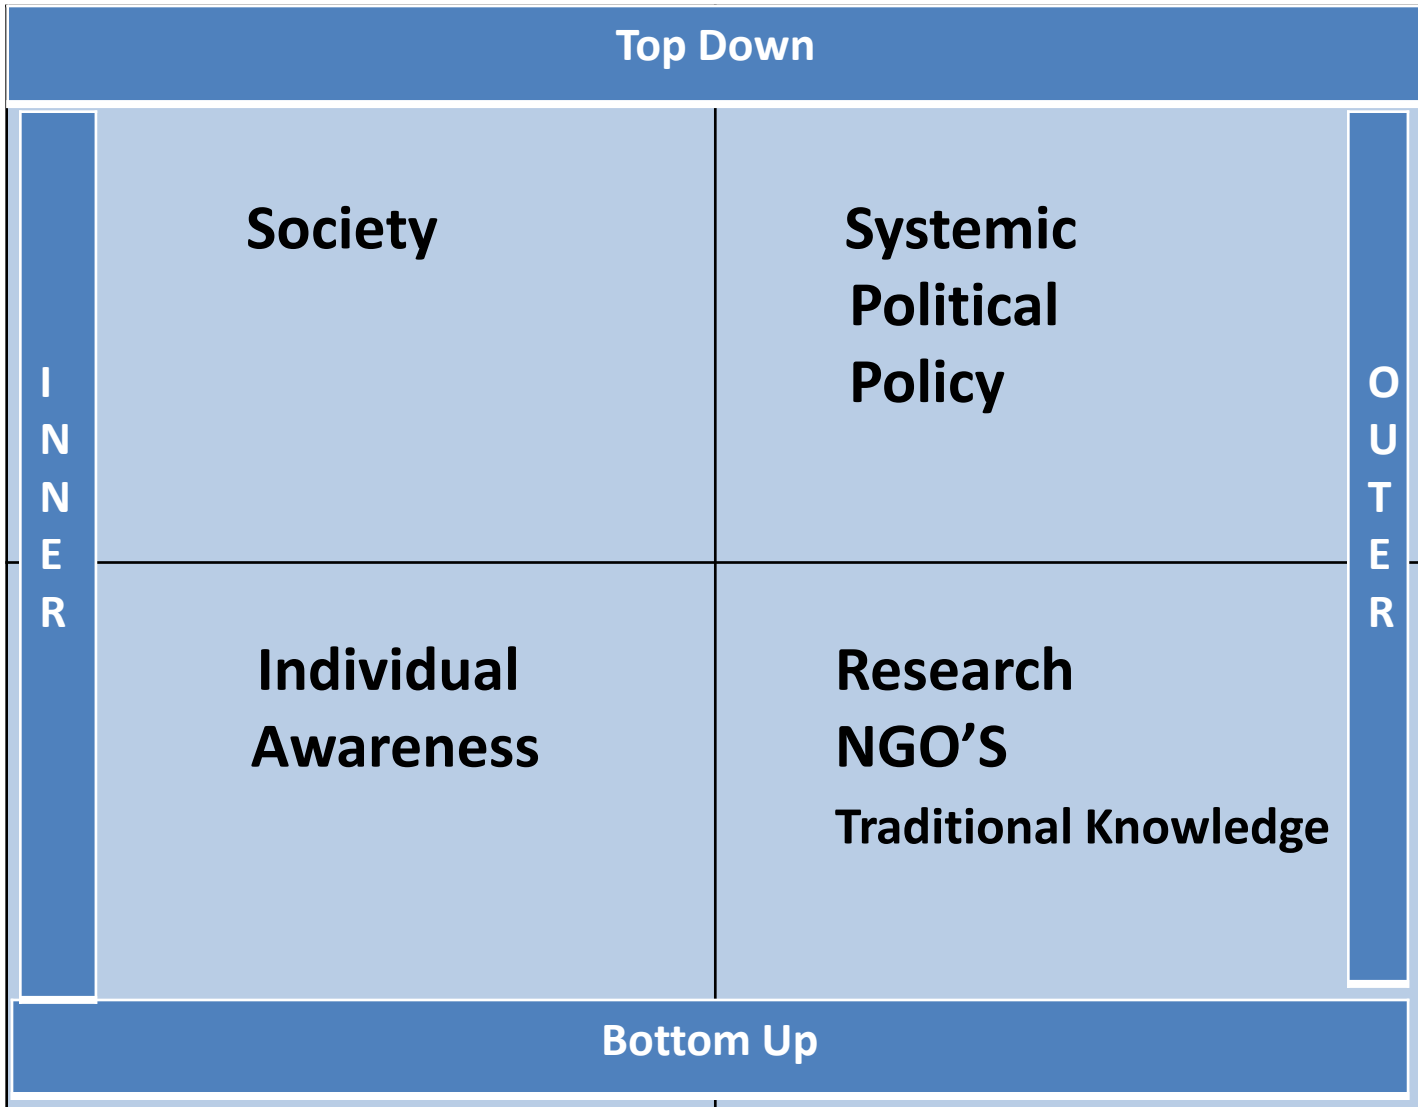 Top Down
INNER
Society
Systemic
Political
Policy
OUTER
Individual
Awareness
Research
NGO’S
Traditional Knowledge
Bottom Up